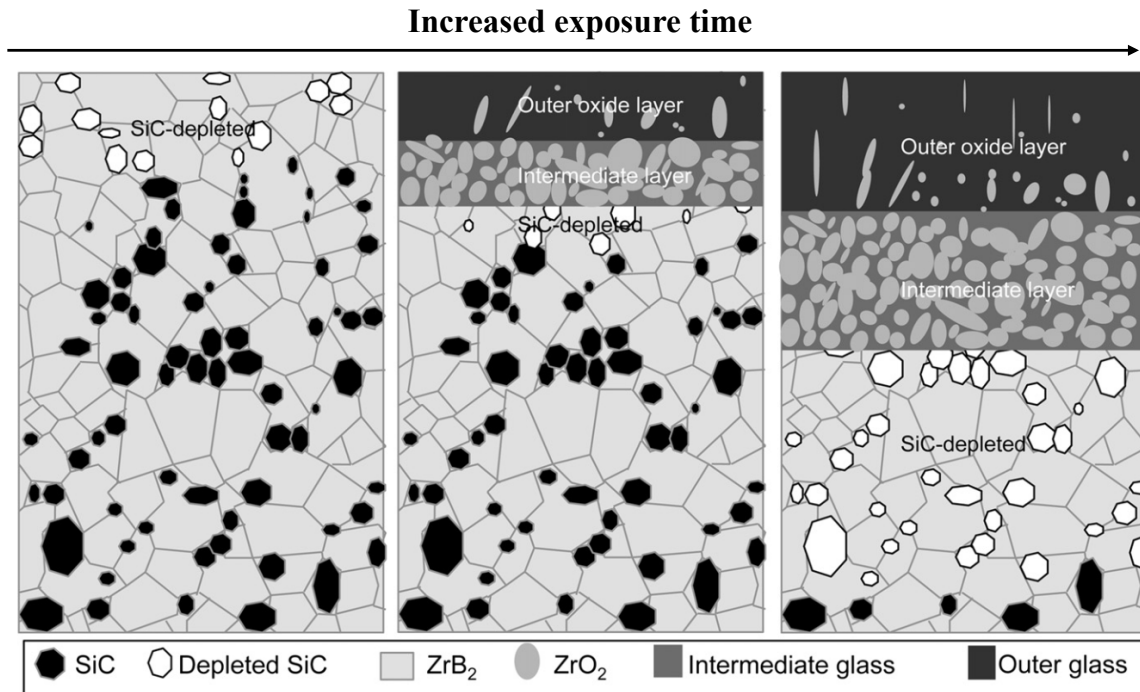 Increased exposure time
SiC-depleted
Outer oxide layer
Intermediate layer
SiC-depleted
Outer oxide layer
Intermediate layer
SiC-depleted
SiC Depleted SiC ZrB₂ ZrO₂ Intermediate glass Outer glass